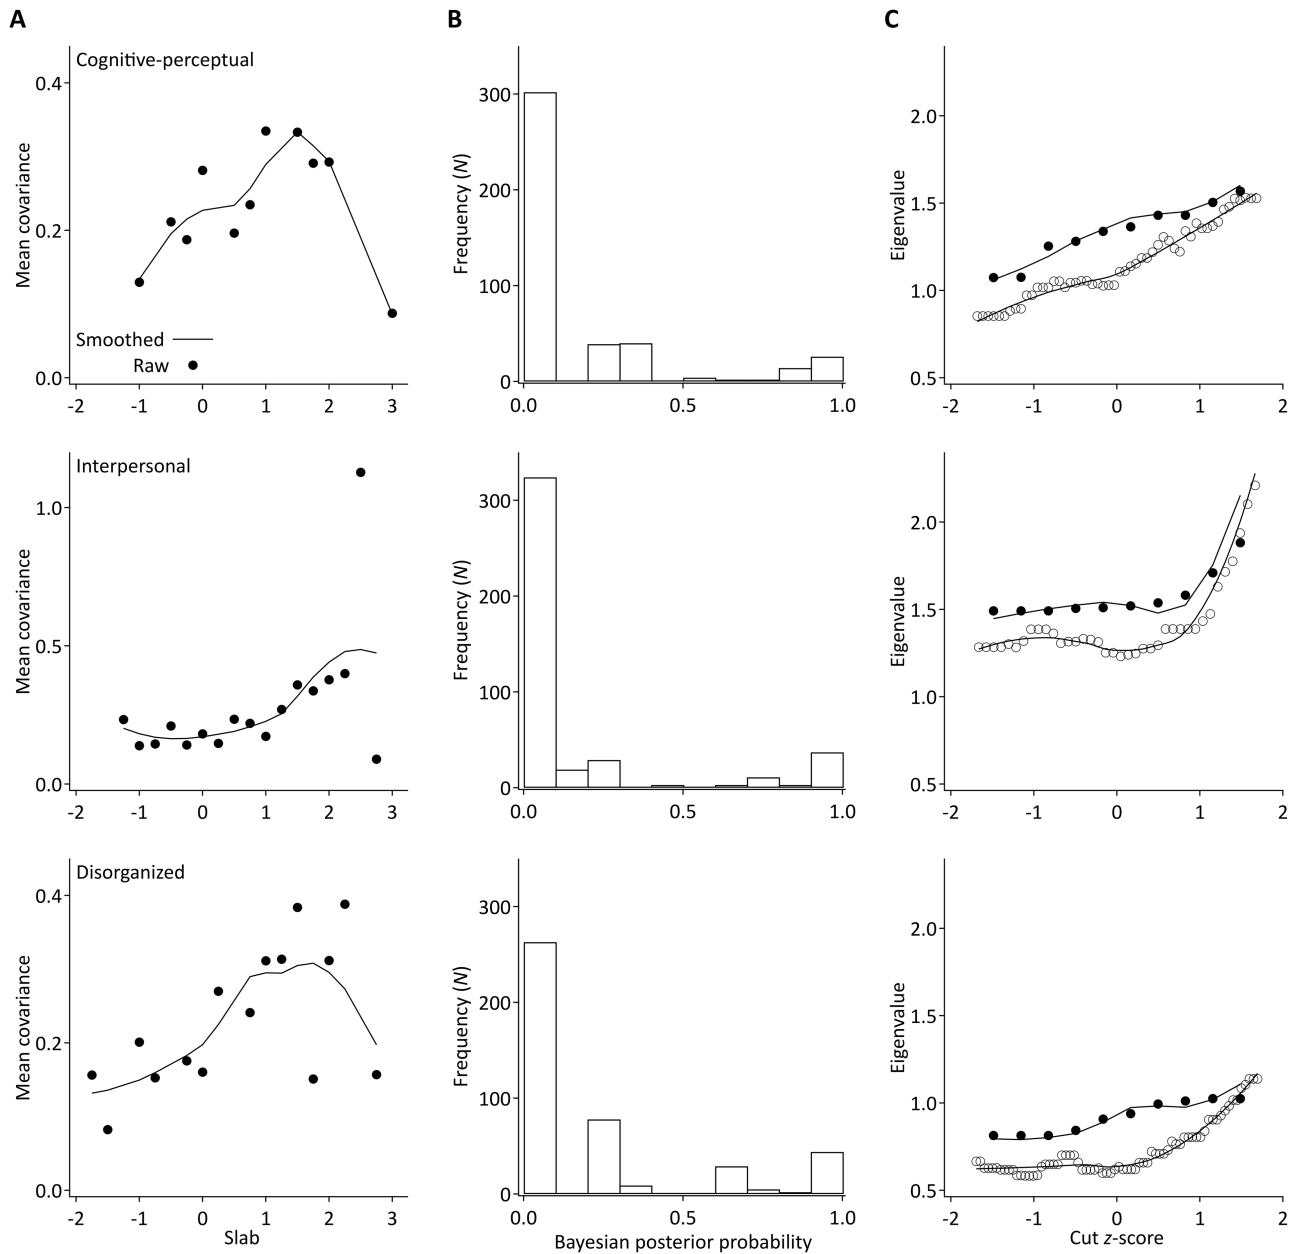 A
B
C
Cognitive-perceptual
Mean covariance
0.4
0.2
0.0
Smoothed
Raw
-2 -1 0 1 2 3
Frequency (N)
300
200
100
0
0.0 0.5 1.0
Eigenvalue
2.0
1.5
1.0
0.5
-2 -1 0 1 2
Interpersonal
Mean covariance
1.0
0.5
0.0
-2 -1 0 1 2 3
Frequency (N)
300
200
100
0
0.0 0.5 1.0
Eigenvalue
2.0
1.5
1.0
0.5
-2 -1 0 1 2
Disorganized
Mean covariance
0.4
0.2
0.0
-2 -1 0 1 2 3
Slab
Frequency (N)
300
200
100
0
0.0 0.5 1.0
Bayesian posterior probability
Eigenvalue
2.0
1.5
1.0
0.5
-2 -1 0 1 2
Cut z-score